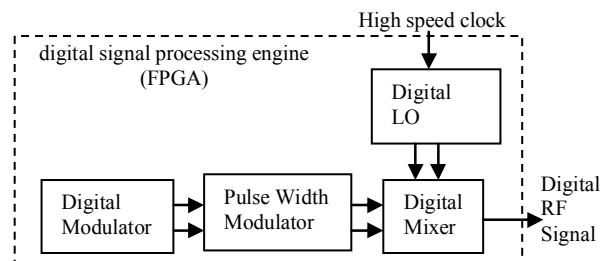 High speed clock
digital signal processing engine
(FPGA)
Digital
LO
Digital
Modulator
Pulse Width
Modulator
Digital
Mixer
Digital
RF
Signal